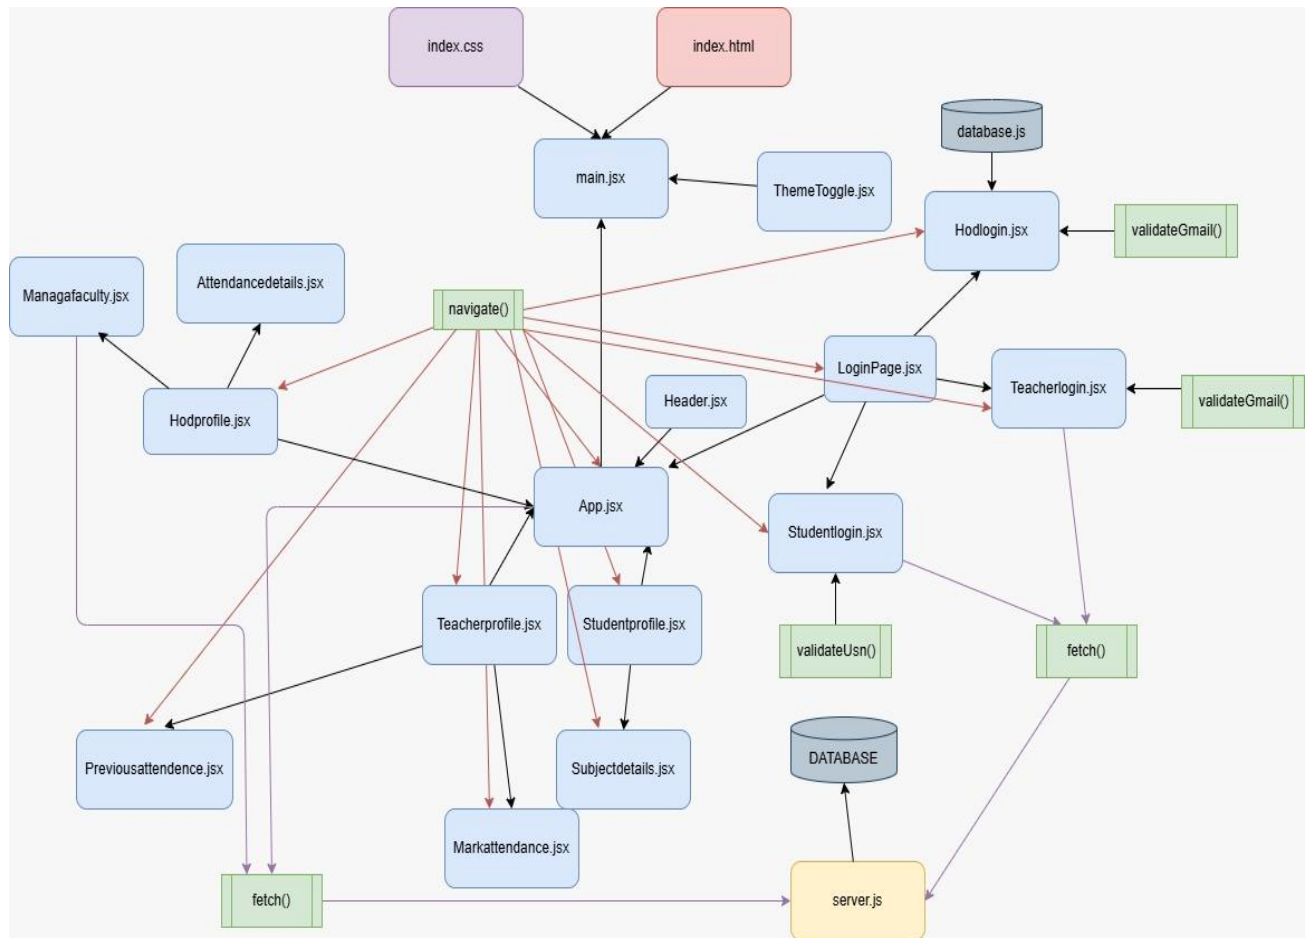 index.css
index.html
database.js
main.jsx
ThemeToggle.jsx
Hodlogin.jsx
validateGmail()
Managafaculty.jsx
Attendancedetails.jsx
navigate()
LoginPage.jsx
Teacherlogin.jsx
validateGmail()
Header.jsx
Hodprofile.jsx
App.jsx
Studentlogin.jsx
Teacherprofile.jsx
Studentprofile.jsx
validateUsn()
fetch()
Previousattendence.jsx
Subjectdetails.jsx
DATABASE
Markattendance.jsx
fetch()
server.js